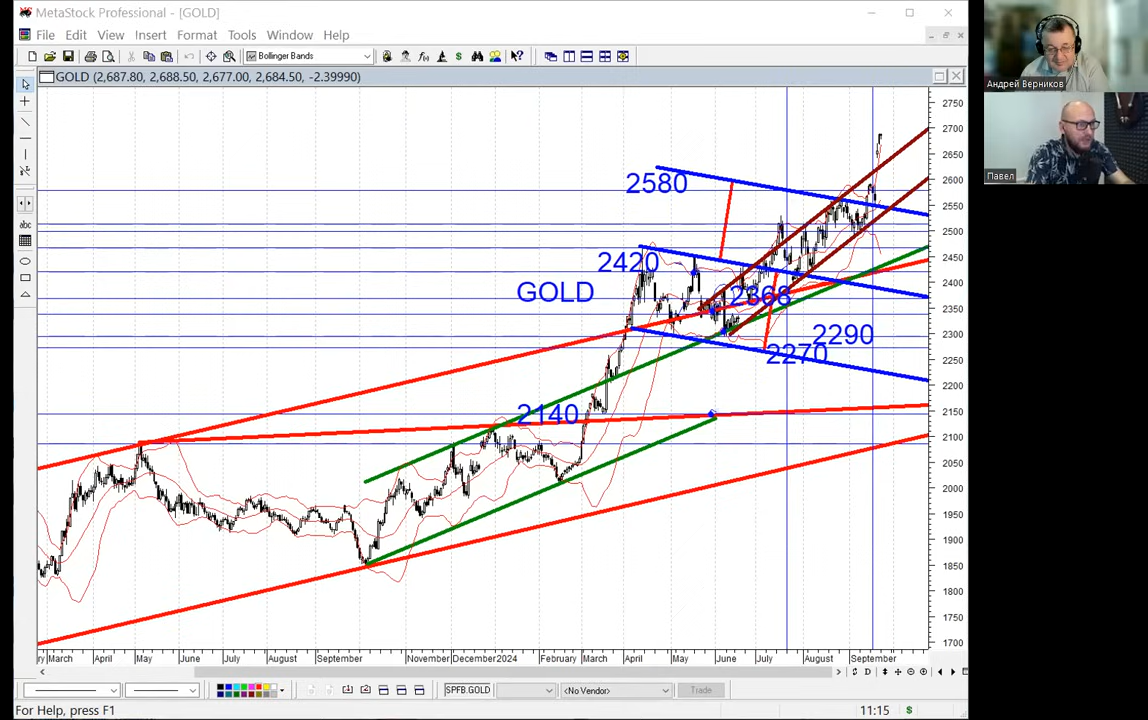 MetaStock Professional - [GOLD]
File Edit View Insert Format Tools Window Help
Bollinger Bands
GOLD (2,687.80, 2,688.50, 2,677.00, 2,684.50, -2.39990)
Андрей Верников
Павел
abc
2580
2420
GOLD
2368
2290
2270
2140
2750
2700
2650
2600
2550
2500
2450
2400
2350
2300
2250
2200
2150
2100
2050
2000
1950
1900
1850
1800
1750
1700
ry March April May June July August September November December 2024 February March April May June July August September
SPFB.GOLD <No Vendor> Trade
For Help, press F1 11:15